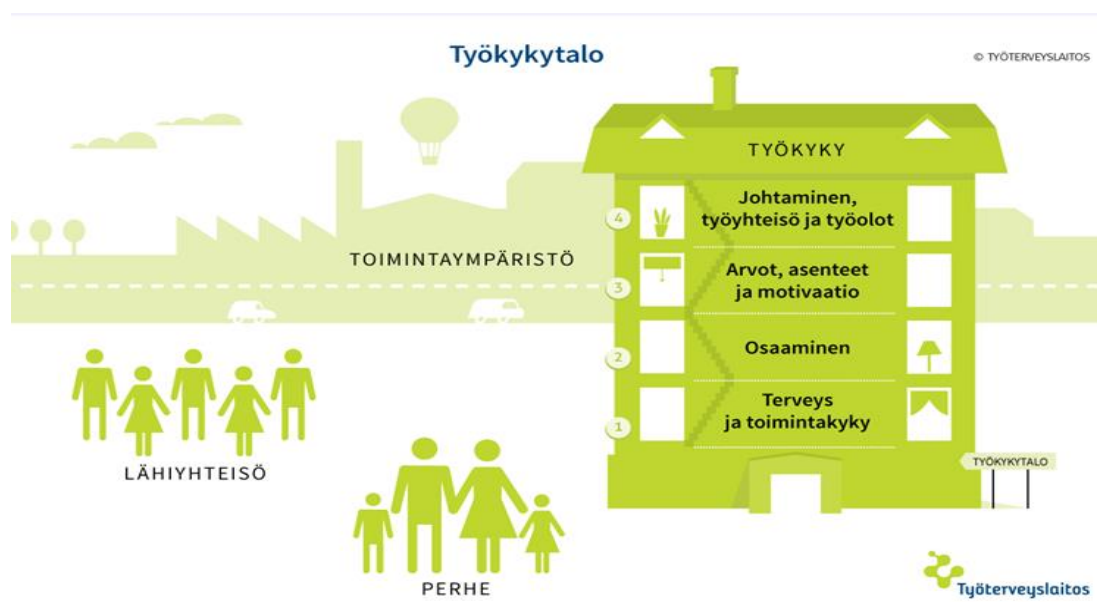 Työkykytalo
© TYÖTERVEYSLAITOS
TYÖKYKY
4
Johtaminen,
työyhteisö ja työolot
TOIMINTAYMPÄRISTÖ
3
Arvot, asenteet
ja motivaatio
2
Osaaminen
1
Terveys
ja toimintakyky
TYÖKYKYTALO
LÄHIYHTEISÖ
PERHE
Työterveyslaitos